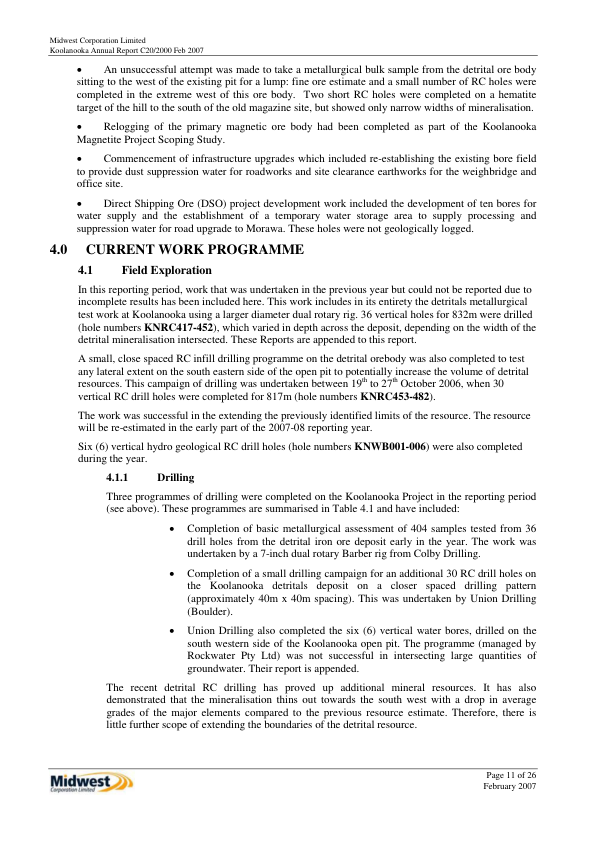 Midwest Corporation Limited
Koolanooka Annual Report C20/2000 Feb 2007
• An unsuccessful attempt was made to take a metallurgical bulk sample from the detrital ore body
sitting to the west of the existing pit for a lump: fine ore estimate and a small number of RC holes were
completed in the extreme west of this ore body. Two short RC holes were completed on a hematite
target of the hill to the south of the old magazine site, but showed only narrow widths of mineralisation.
• Relogging of the primary magnetic ore body had been completed as part of the Koolanooka
Magnetite Project Scoping Study.
• Commencement of infrastructure upgrades which included re-establishing the existing bore field
to provide dust suppression water for roadworks and site clearance earthworks for the weighbridge and
office site.
• Direct Shipping Ore (DSO) project development work included the development of ten bores for
water supply and the establishment of a temporary water storage area to supply processing and
suppression water for road upgrade to Morawa. These holes were not geologically logged.
4.0 CURRENT WORK PROGRAMME
4.1 Field Exploration
In this reporting period, work that was undertaken in the previous year but could not be reported due to
incomplete results has been included here. This work includes in its entirety the detritals metallurgical
test work at Koolanooka using a larger diameter dual rotary rig. 36 vertical holes for 832m were drilled
(hole numbers KNRC417-452), which varied in depth across the deposit, depending on the width of the
detrital mineralisation intersected. These Reports are appended to this report.
A small, close spaced RC infill drilling programme on the detrital orebody was also completed to test
any lateral extent on the south eastern side of the open pit to potentially increase the volume of detrital
resources. This campaign of drilling was undertaken between 19th to 27th October 2006, when 30
vertical RC drill holes were completed for 817m (hole numbers KNRC453-482).
The work was successful in the extending the previously identified limits of the resource. The resource
will be re-estimated in the early part of the 2007-08 reporting year.
Six (6) vertical hydro geological RC drill holes (hole numbers KNWB001-006) were also completed
during the year.
4.1.1 Drilling
Three programmes of drilling were completed on the Koolanooka Project in the reporting period
(see above). These programmes are summarised in Table 4.1 and have included:
• Completion of basic metallurgical assessment of 404 samples tested from 36
drill holes from the detrital iron ore deposit early in the year. The work was
undertaken by a 7-inch dual rotary Barber rig from Colby Drilling.
• Completion of a small drilling campaign for an additional 30 RC drill holes on
the Koolanooka detritals deposit on a closer spaced drilling pattern
(approximately 40m x 40m spacing). This was undertaken by Union Drilling
(Boulder).
• Union Drilling also completed the six (6) vertical water bores, drilled on the
south western side of the Koolanooka open pit. The programme (managed by
Rockwater Pty Ltd) was not successful in intersecting large quantities of
groundwater. Their report is appended.
The recent detrital RC drilling has proved up additional mineral resources. It has also
demonstrated that the mineralisation thins out towards the south west with a drop in average
grades of the major elements compared to the previous resource estimate. Therefore, there is
little further scope of extending the boundaries of the detrital resource.
Midwest
Corporation Limited
Page 11 of 26
February 2007